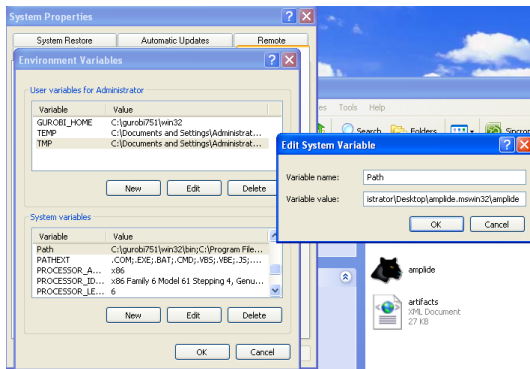 System Properties
System Restore
Automatic Updates
Remote
Environment Variables
User variables for Administrator
Variable Value
GUROBI_HOME C:\gurobi751\win32
TEMP C:\Documents and Settings\Administrat...
TMP C:\Documents and Settings\Administrat...
New Edit Delete
System variables
Variable Value
Path C:\gurobi751\win32\bin;C:\Program File...
PATHEXT .COM;.EXE;.BAT;.CMD;.VBS;.VBE;.JS;....
PROCESSOR_A... x86
PROCESSOR_ID... x86 Family 6 Model 61 Stepping 4, Genu...
PROCESSOR_LE... 6
New Edit Delete
OK Cancel
Tools Help
Search Folders Sincro
Edit System Variable
Variable name: Path
Variable value: istrator\Desktop\amplide.mswin32\amplide
OK Cancel
amplide
artifacts
XML Document
27 KB